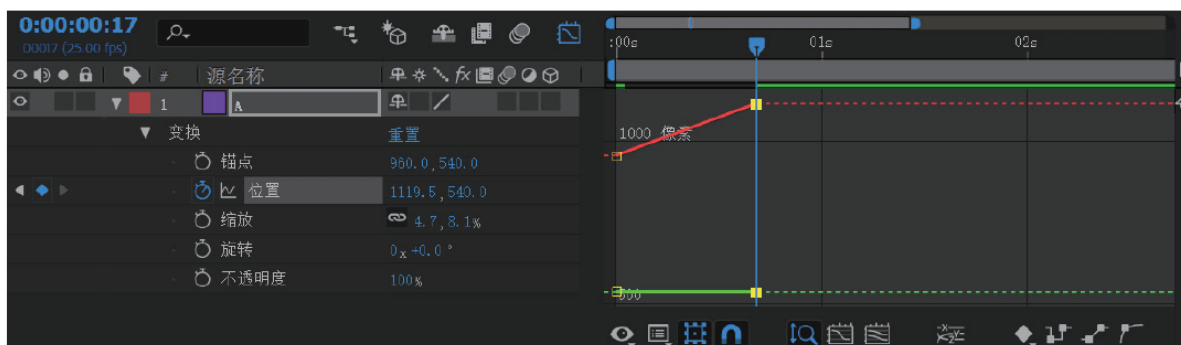 0:00:00:17
00017 (25.00 fps)
:00s 01s 02s
# 源名称 fx
1 A
变换 重置
锚点 960.0,540.0
位置 1119.5,540.0
缩放 4.7,8.1%
旋转 0x+0.0°
不透明度 100%
1000 像素
500